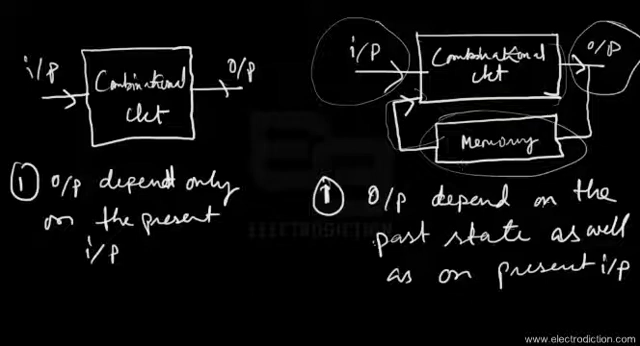 i/p
Combinational
ckt
o/p
① o/p depend only
on the present
i/p
i/p
Combinational
ckt
o/p
Memory
① o/p depend on the
past state as well
as on present i/p
ELECTRODICTION
www.electrodiction.com